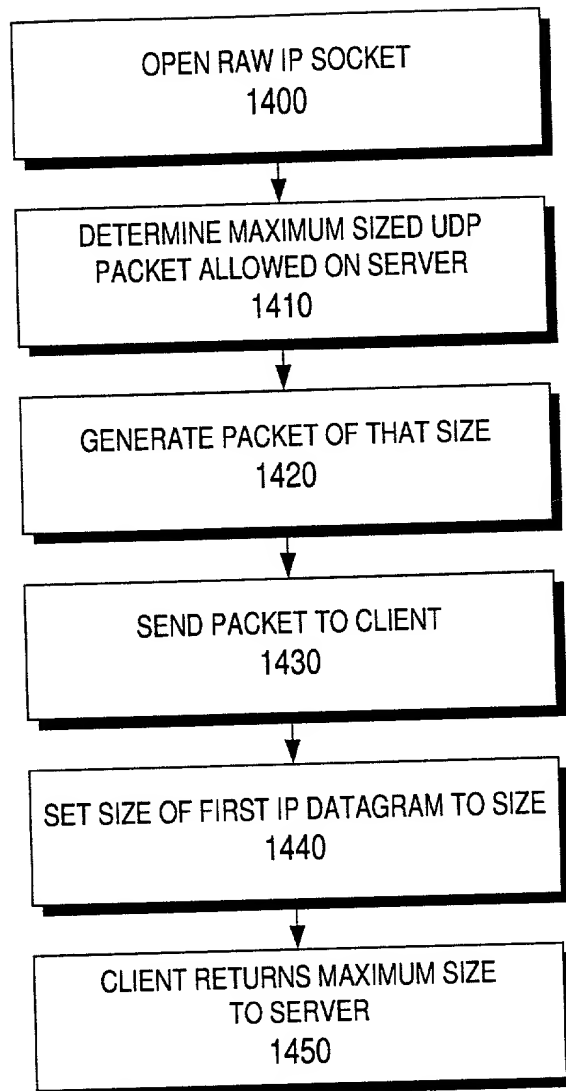 OPEN RAW IP SOCKET
1400
DETERMINE MAXIMUM SIZED UDP
PACKET ALLOWED ON SERVER
1410
GENERATE PACKET OF THAT SIZE
1420
SEND PACKET TO CLIENT
1430
SET SIZE OF FIRST IP DATAGRAM TO SIZE
1440
CLIENT RETURNS MAXIMUM SIZE
TO SERVER
1450